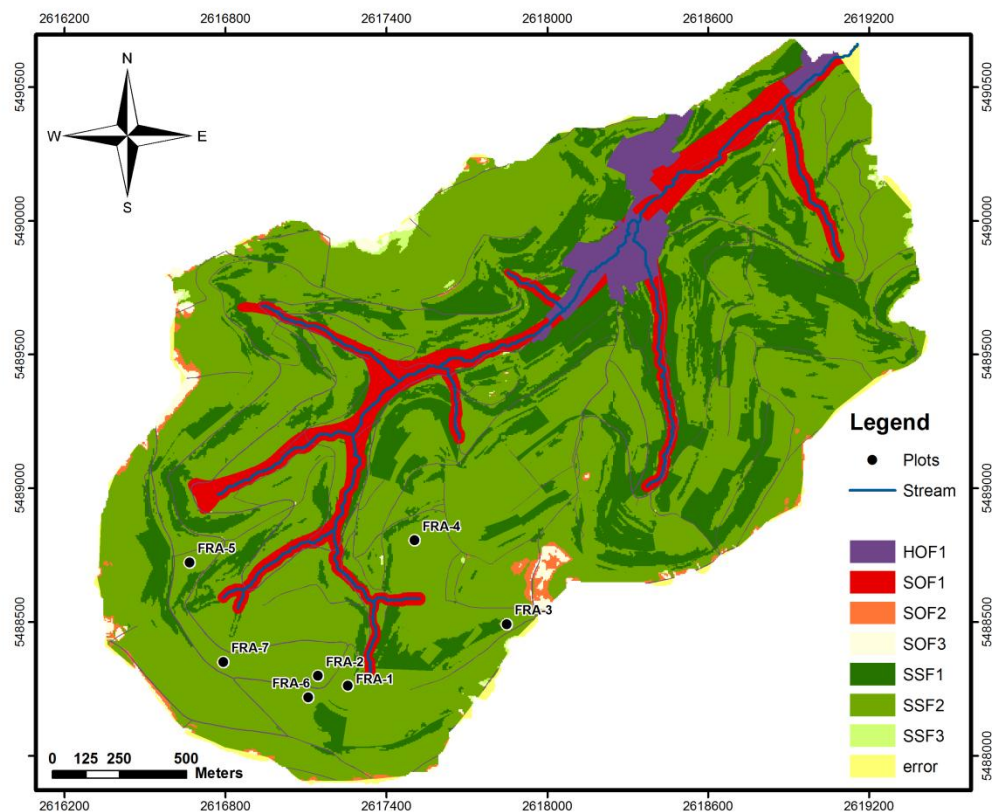 2616200 2616800 2617400 2618000 2618600 2619200
5490500
5490000
5489500
5489000
5488500
5488000
5490500
5490000
5489500
5489000
5488500
5488000
N
W E
S
FRA-4
FRA-5
FRA-3
FRA-7
FRA-2
FRA-6
FRA-1
Legend
Plots
Stream
HOF1
SOF1
SOF2
SOF3
SSF1
SSF2
SSF3
error
0 125 250 500
Meters
2616200 2616800 2617400 2618000 2618600 2619200